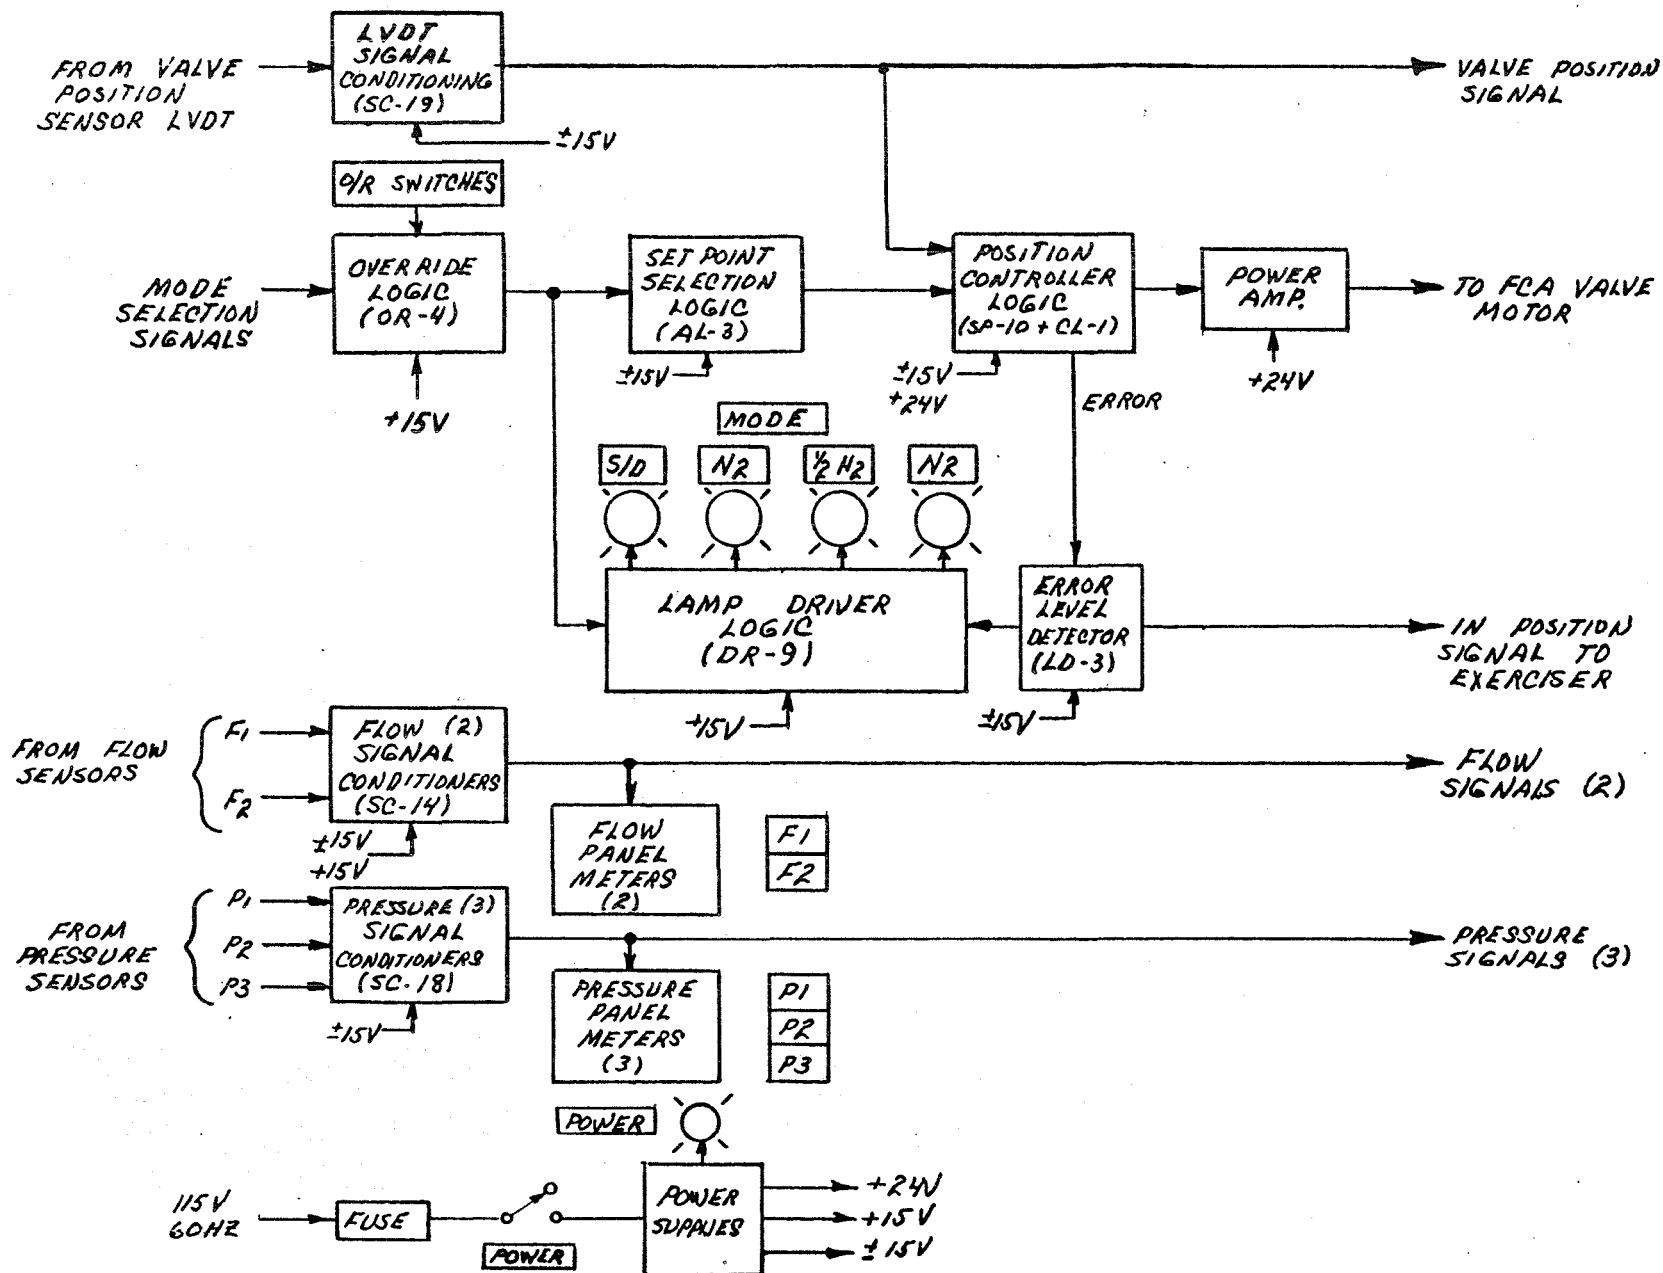 LVDT
SIGNAL
CONDITIONING
(SC-19)
FROM VALVE
POSITION
SENSOR LVDT
VALVE POSITION
SIGNAL
±15V
O/R SWITCHES
OVERRIDE
LOGIC
(OR-4)
MODE
SELECTION
SIGNALS
+15V
SET POINT
SELECTION
LOGIC
(AL-3)
±15V
POSITION
CONTROLLER
LOGIC
(SP-10 + CL-1)
±15V
+24V
POWER
AMP.
+24V
TO FCA VALVE
MOTOR
ERROR
MODE
S/D
N2
1/2 H2
N2
LAMP DRIVER
LOGIC
(DR-9)
+15V
ERROR
LEVEL
DETECTOR
(LD-3)
±15V
IN POSITION
SIGNAL TO
EXERCISER
FROM FLOW
SENSORS
F1
F2
FLOW (2)
SIGNAL
CONDITIONERS
(SC-14)
±15V
+15V
FLOW
SIGNALS (2)
FLOW
PANEL
METERS
(2)
F1
F2
FROM
PRESSURE
SENSORS
P1
P2
P3
PRESSURE (3)
SIGNAL
CONDITIONERS
(SC-18)
±15V
PRESSURE
SIGNALS (3)
PRESSURE
PANEL
METERS
(3)
P1
P2
P3
POWER
115V
60HZ
FUSE
POWER
POWER
SUPPLIES
+24V
+15V
±15V